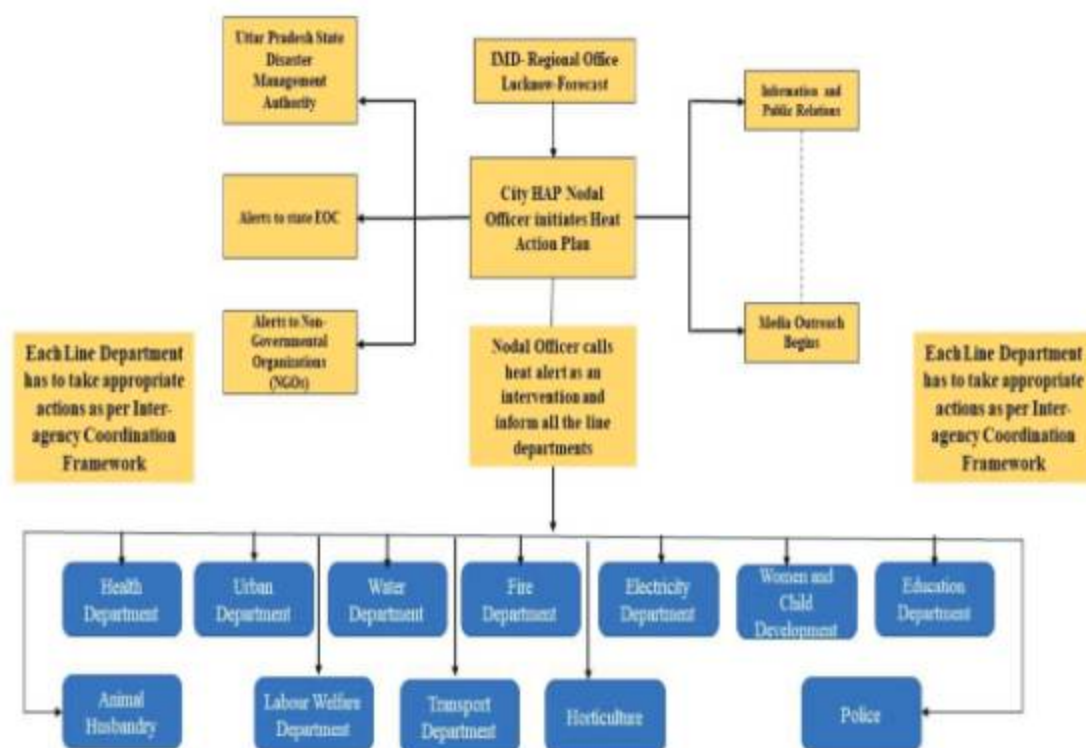 Uttar Pradesh State
Disaster
Management
Authority
IMD- Regional Office
Lucknow-Forecast
Information and
Public Relations
Alerts to state EOC
City HAP Nodal
Officer initiates Heat
Action Plan
Alerts to Non-
Governmental
Organizations
(NGOs)
Media Outreach
Begins
Each Line Department
has to take appropriate
actions as per Inter-
agency Coordination
Framework
Nodal Officer calls
heat alert as an
intervention and
inform all the line
departments
Each Line Department
has to take appropriate
actions as per Inter-
agency Coordination
Framework
Health
Department
Urban
Department
Water
Department
Fire
Department
Electricity
Department
Women and
Child
Development
Education
Department
Animal
Husbandry
Labour Welfare
Department
Transport
Department
Horticulture
Police